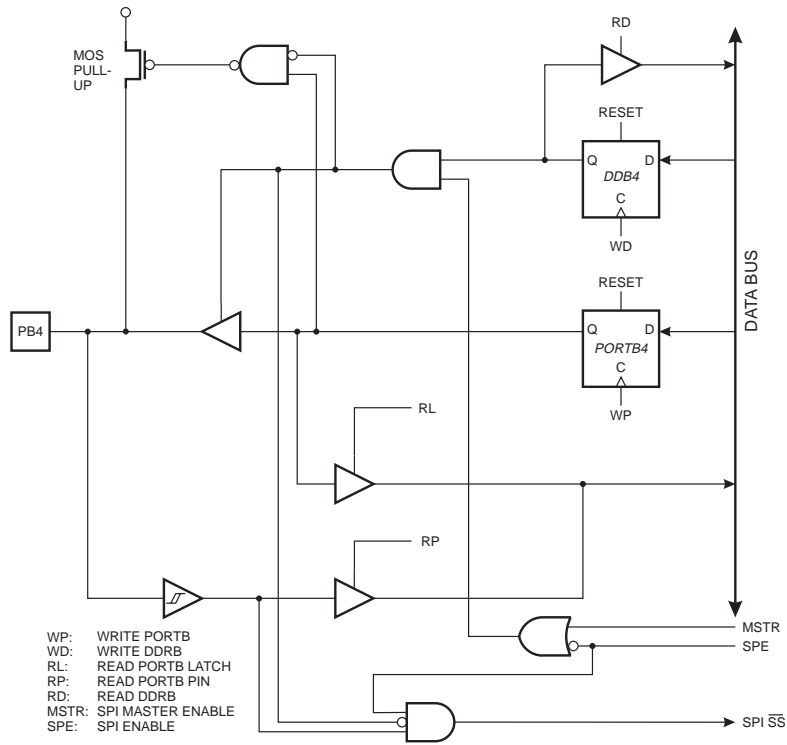 RD
MOS
PULL-
UP
RESET
Q D
DDB4
C
WD
RESET
PB4
Q D
PORTB4
C
WP
DATA BUS
RL
RP
MSTR
SPE
WP: WRITE PORTB
WD: WRITE DDRB
RL: READ PORTB LATCH
RP: READ PORTB PIN
RD: READ DDRB
MSTR: SPI MASTER ENABLE
SPE: SPI ENABLE
SPI S̅S̅